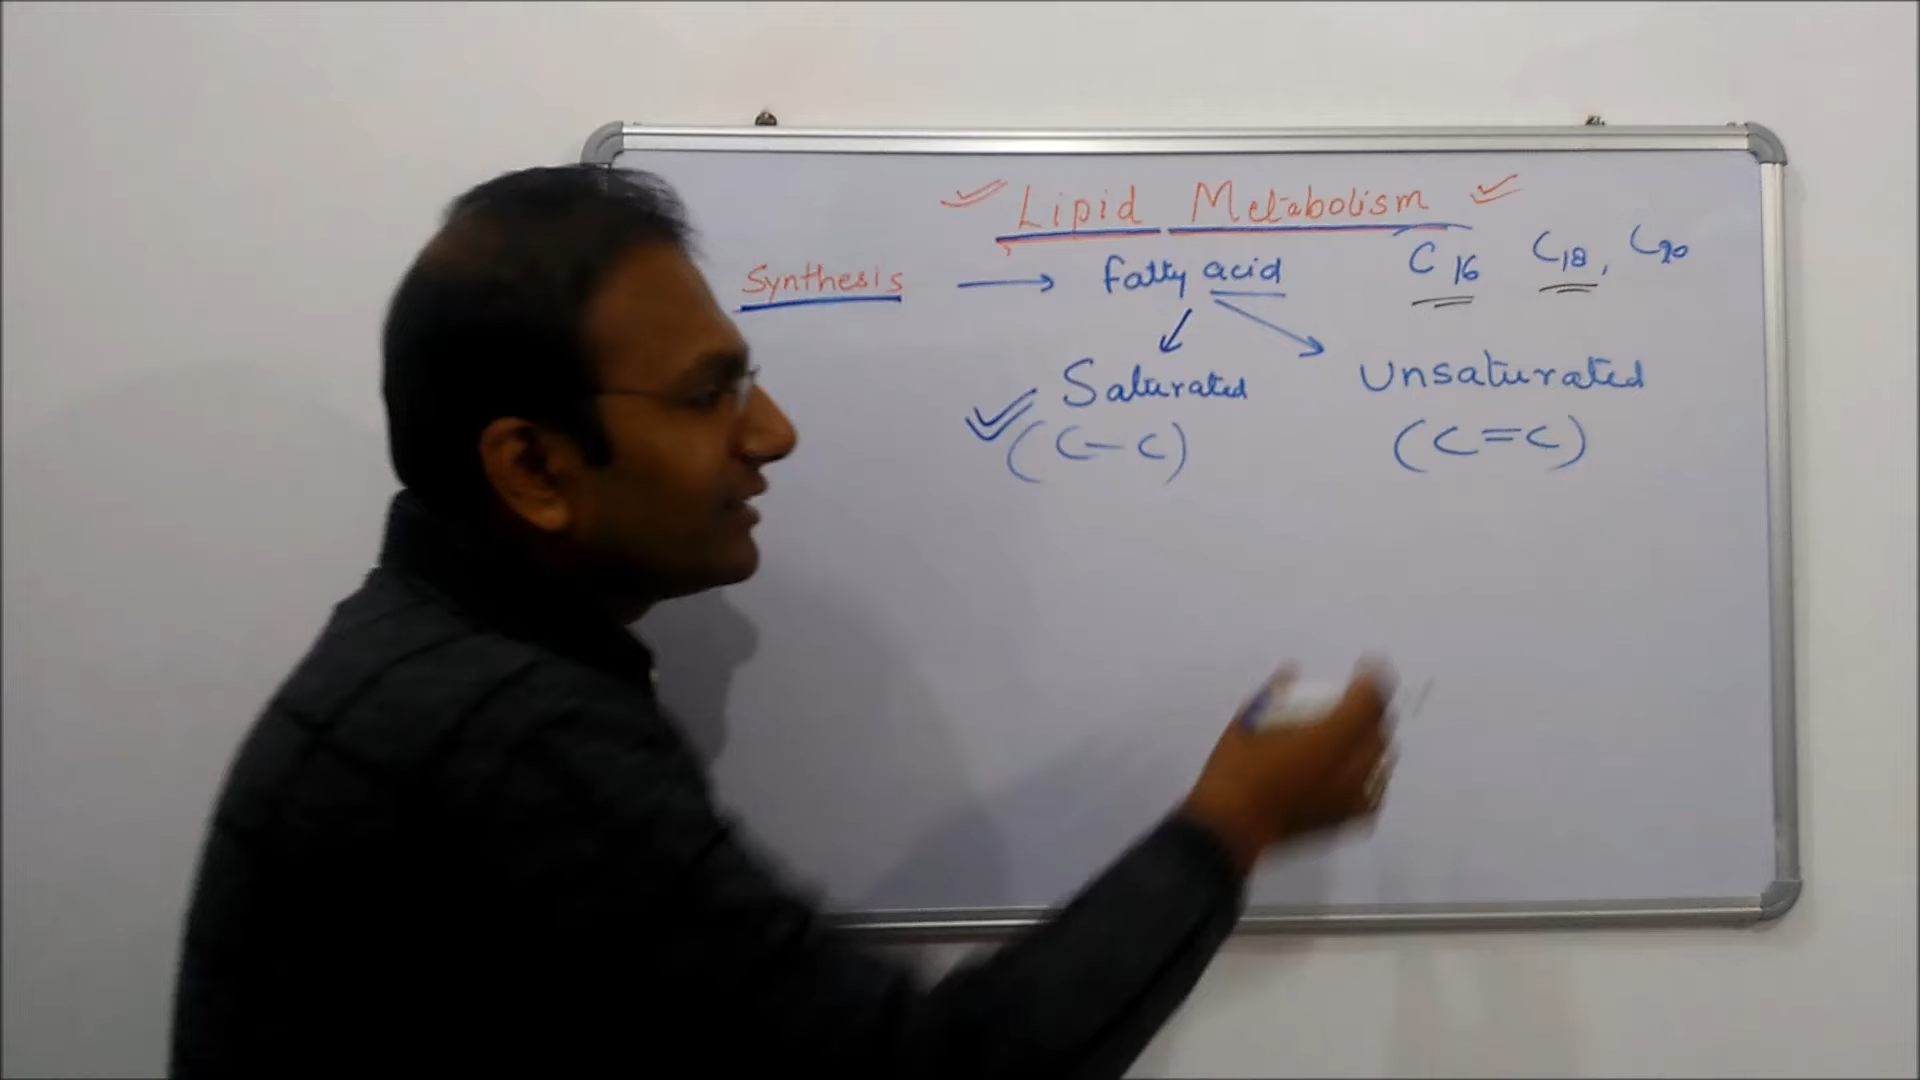 Lipid Metabolism
Synthesis → Fatty acid C16 C18, C20
Saturated Unsaturated
(C-C) (C=C)